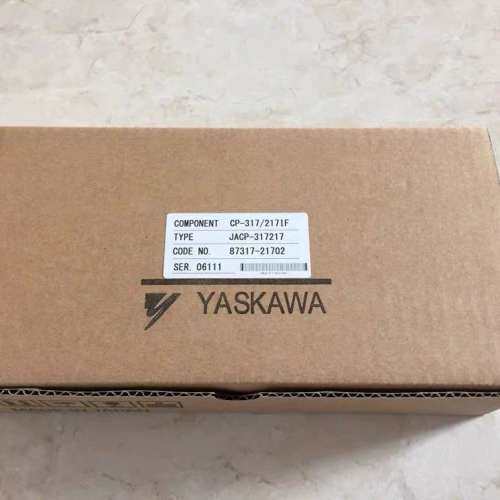 COMPONENT CP-317/217IF
TYPE JACP-317217
CODE NO. 87317-21702
SER. 06111
YASKAWA